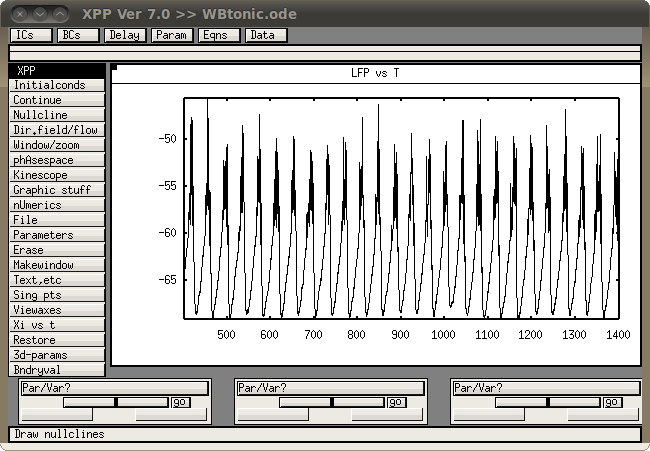 XPP Ver 7.0 >> WBtonic.ode
ICs BCs Delay Param Eqns Data
XPP
Initialconds
Continue
Nullcline
Dir.field/flow
Window/zoom
phAsespace
Kinescope
Graphic stuff
nUmerics
File
Parameters
Erase
Makewindow
Text,etc
Sing pts
Viewaxes
Xi vs t
Restore
3d-params
Bndryval
LFP vs T
-50
-55
-60
-65
500 600 700 800 900 1000 1100 1200 1300 1400
Par/Var? Par/Var? Par/Var?
go go go
Draw nullclines